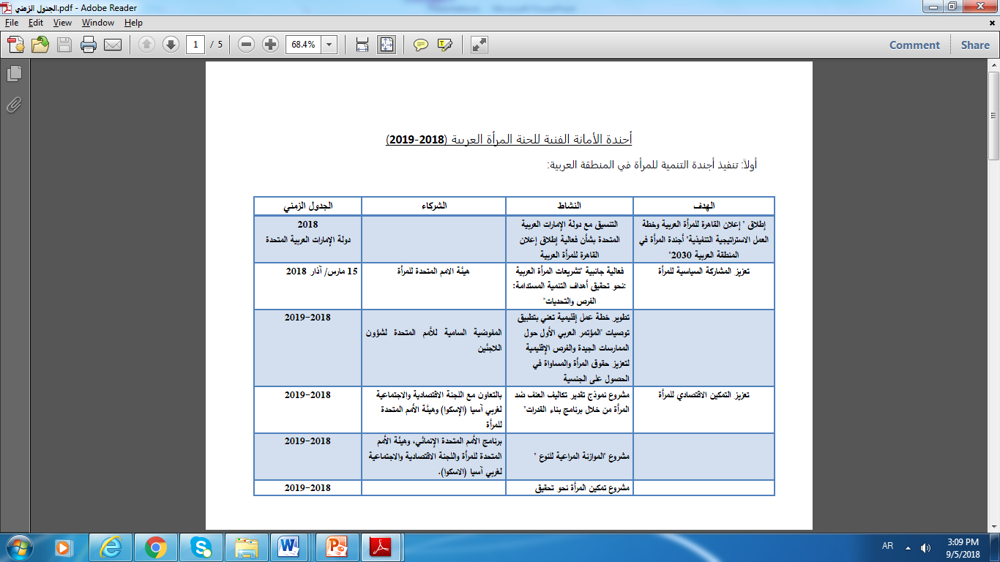 الجدول الزمني.pdf - Adobe Reader
File Edit View Window Help
1 / 5 68.4% Comment Share
أجندة الأمانة الفنية للجنة المرأة العربية (2018-2019)
أولاً: تنفيذ أجندة التنمية للمرأة في المنطقة العربية:
الهدف النشاط الشركاء الجدول الزمني
إطلاق " إعلان القاهرة للمرأة العربية وخطة
العمل الاستراتيجية التنفيذية" أجندة المرأة في
المنطقة العربية 2030"
التنسيق مع دولة الإمارات العربية
المتحدة بشأن فعالية إطلاق إعلان
القاهرة للمرأة العربية
2018
دولة الإمارات العربية المتحدة
تعزيز المشاركة السياسية للمرأة
فعالية جانبية "تشريعات المرأة العربية
:نحو تحقيق أهداف التنمية المستدامة:
الفرص والتحديات"
هيئة الامم المتحدة للمرأة
15 مارس/ آذار 2018
تطوير خطة عمل إقليمية تعني بتطبيق
توصيات "المؤتمر العربي الأول حول
الممارسات الجيدة والفرص الإقليمية
لتعزيز حقوق المرأة والمساواة في
الحصول على الجنسية
المفوضية السامية للأمم المتحدة لشؤون
اللاجئين
2018-2019
تعزيز التمكين الاقتصادي للمرأة
مشروع نموذج تقدير تكاليف العنف ضد
المرأة من خلال برنامج بناء القدرات"
بالتعاون مع اللجنة الاقتصادية والاجتماعية
لغربي آسيا (الإسكوا) وهيئة الأمم المتحدة
للمرأة
2018-2019
مشروع "الموازنة المراعية للنوع "
برنامج الأمم المتحدة الإنمائي، وهيئة الأمم
المتحدة للمرأة واللجنة الاقتصادية والاجتماعية
لغربي آسيا (الاسكوا).
2018-2019
مشروع تمكين المرأة نحو تحقيق
2018-2019
AR
3:09 PM
9/5/2018